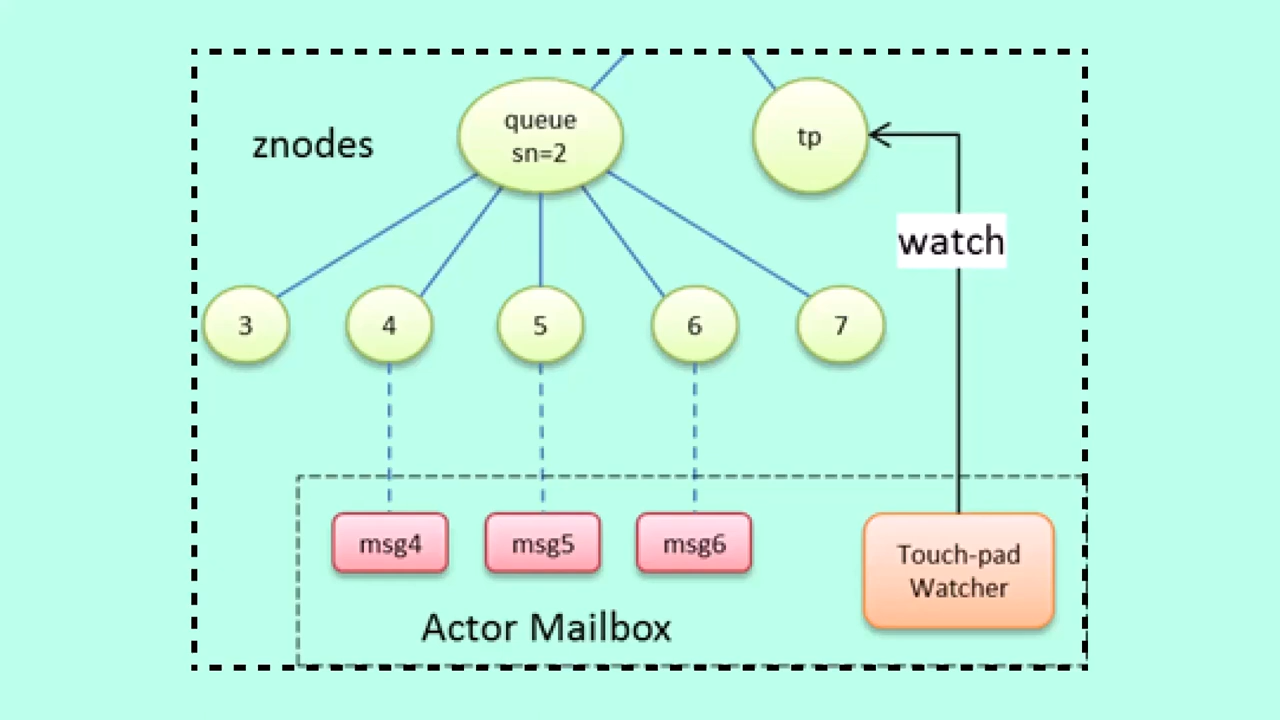 queue
sn=2
tp
znodes
watch
3
4
5
6
7
msg4
msg5
msg6
Touch-pad
Watcher
Actor Mailbox